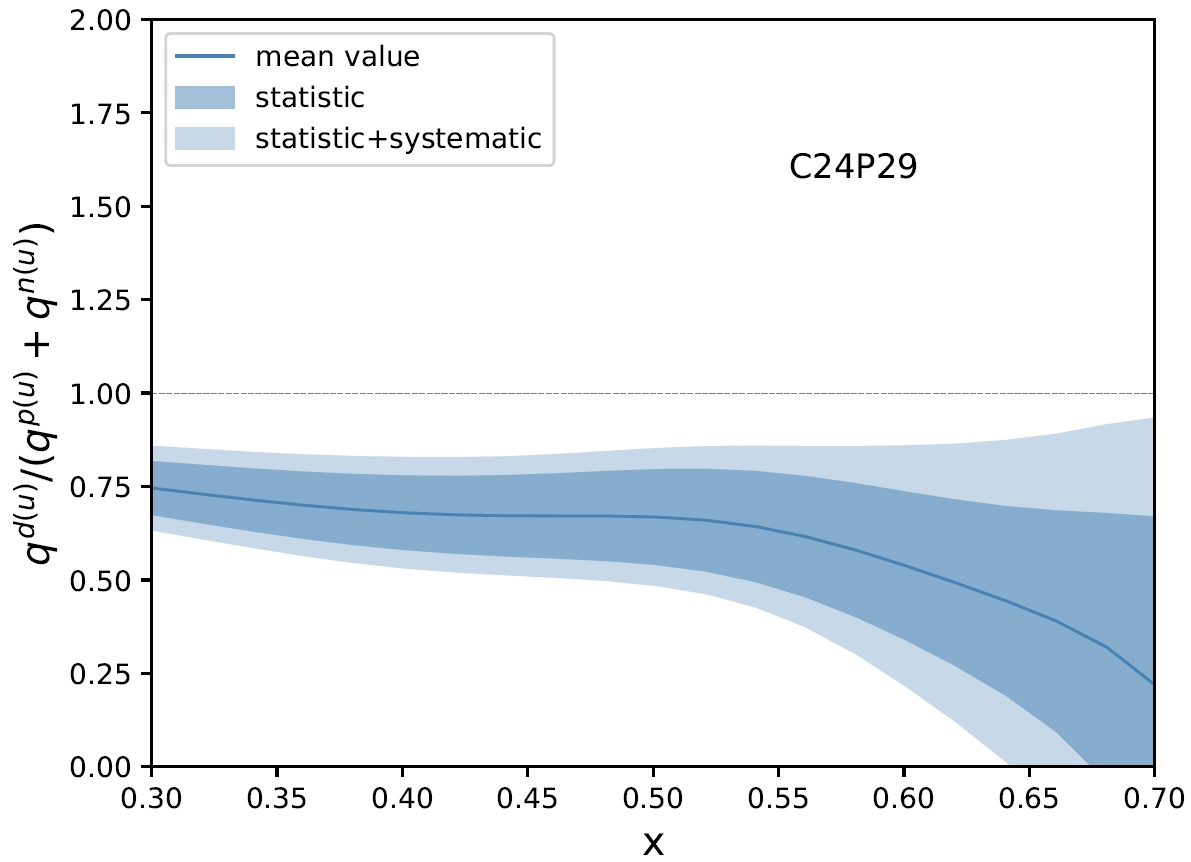 mean value
statistic
statistic+systematic
C24P29
2.00
1.75
1.50
1.25
1.00
0.75
0.50
0.25
0.00
q^{d(u)}/(q^{p(u)} + q^{n(u)})
0.30 0.35 0.40 0.45 0.50 0.55 0.60 0.65 0.70
x